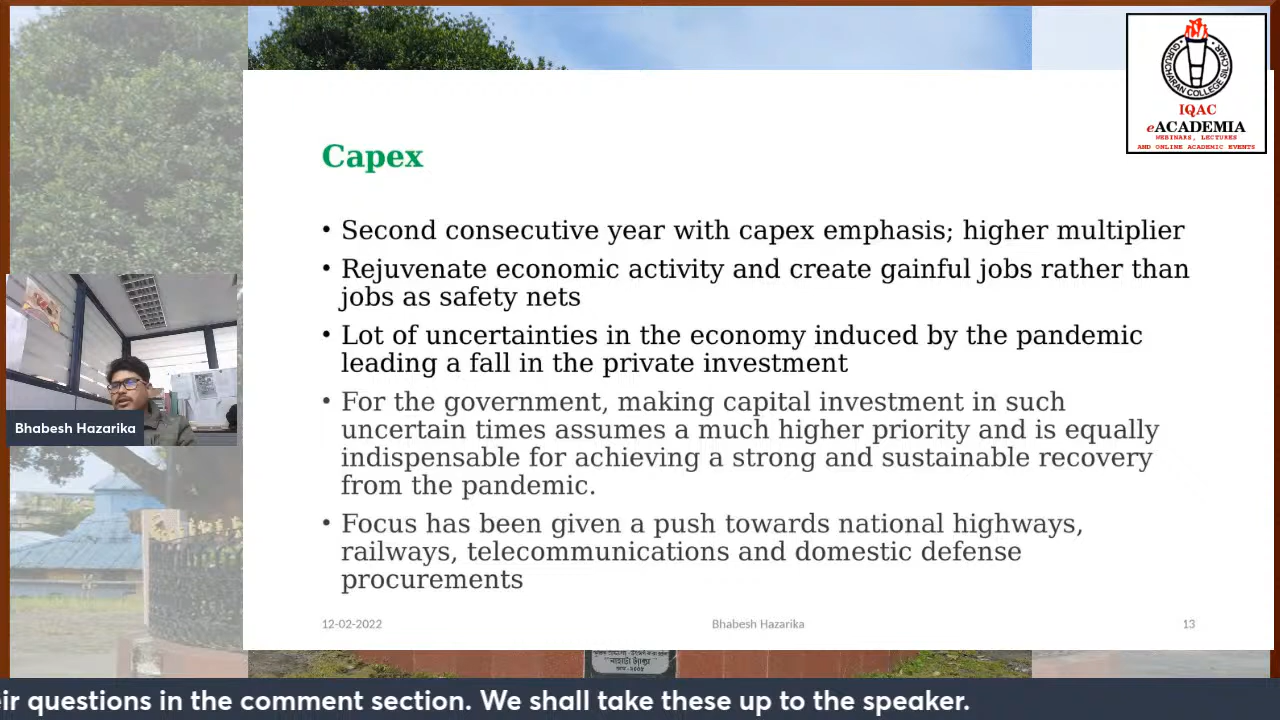 GURUCHARAN COLLEGE SILCHAR
IQAC
eACADEMIA
WEBINARS, LECTURES
AND ONLINE ACADEMIC EVENTS
Capex
• Second consecutive year with capex emphasis; higher multiplier
• Rejuvenate economic activity and create gainful jobs rather than
jobs as safety nets
• Lot of uncertainties in the economy induced by the pandemic
leading a fall in the private investment
• For the government, making capital investment in such
uncertain times assumes a much higher priority and is equally
indispensable for achieving a strong and sustainable recovery
from the pandemic.
• Focus has been given a push towards national highways,
railways, telecommunications and domestic defense
procurements
12-02-2022 Bhabesh Hazarika 13
Bhabesh Hazarika
eir questions in the comment section. We shall take these up to the speaker.